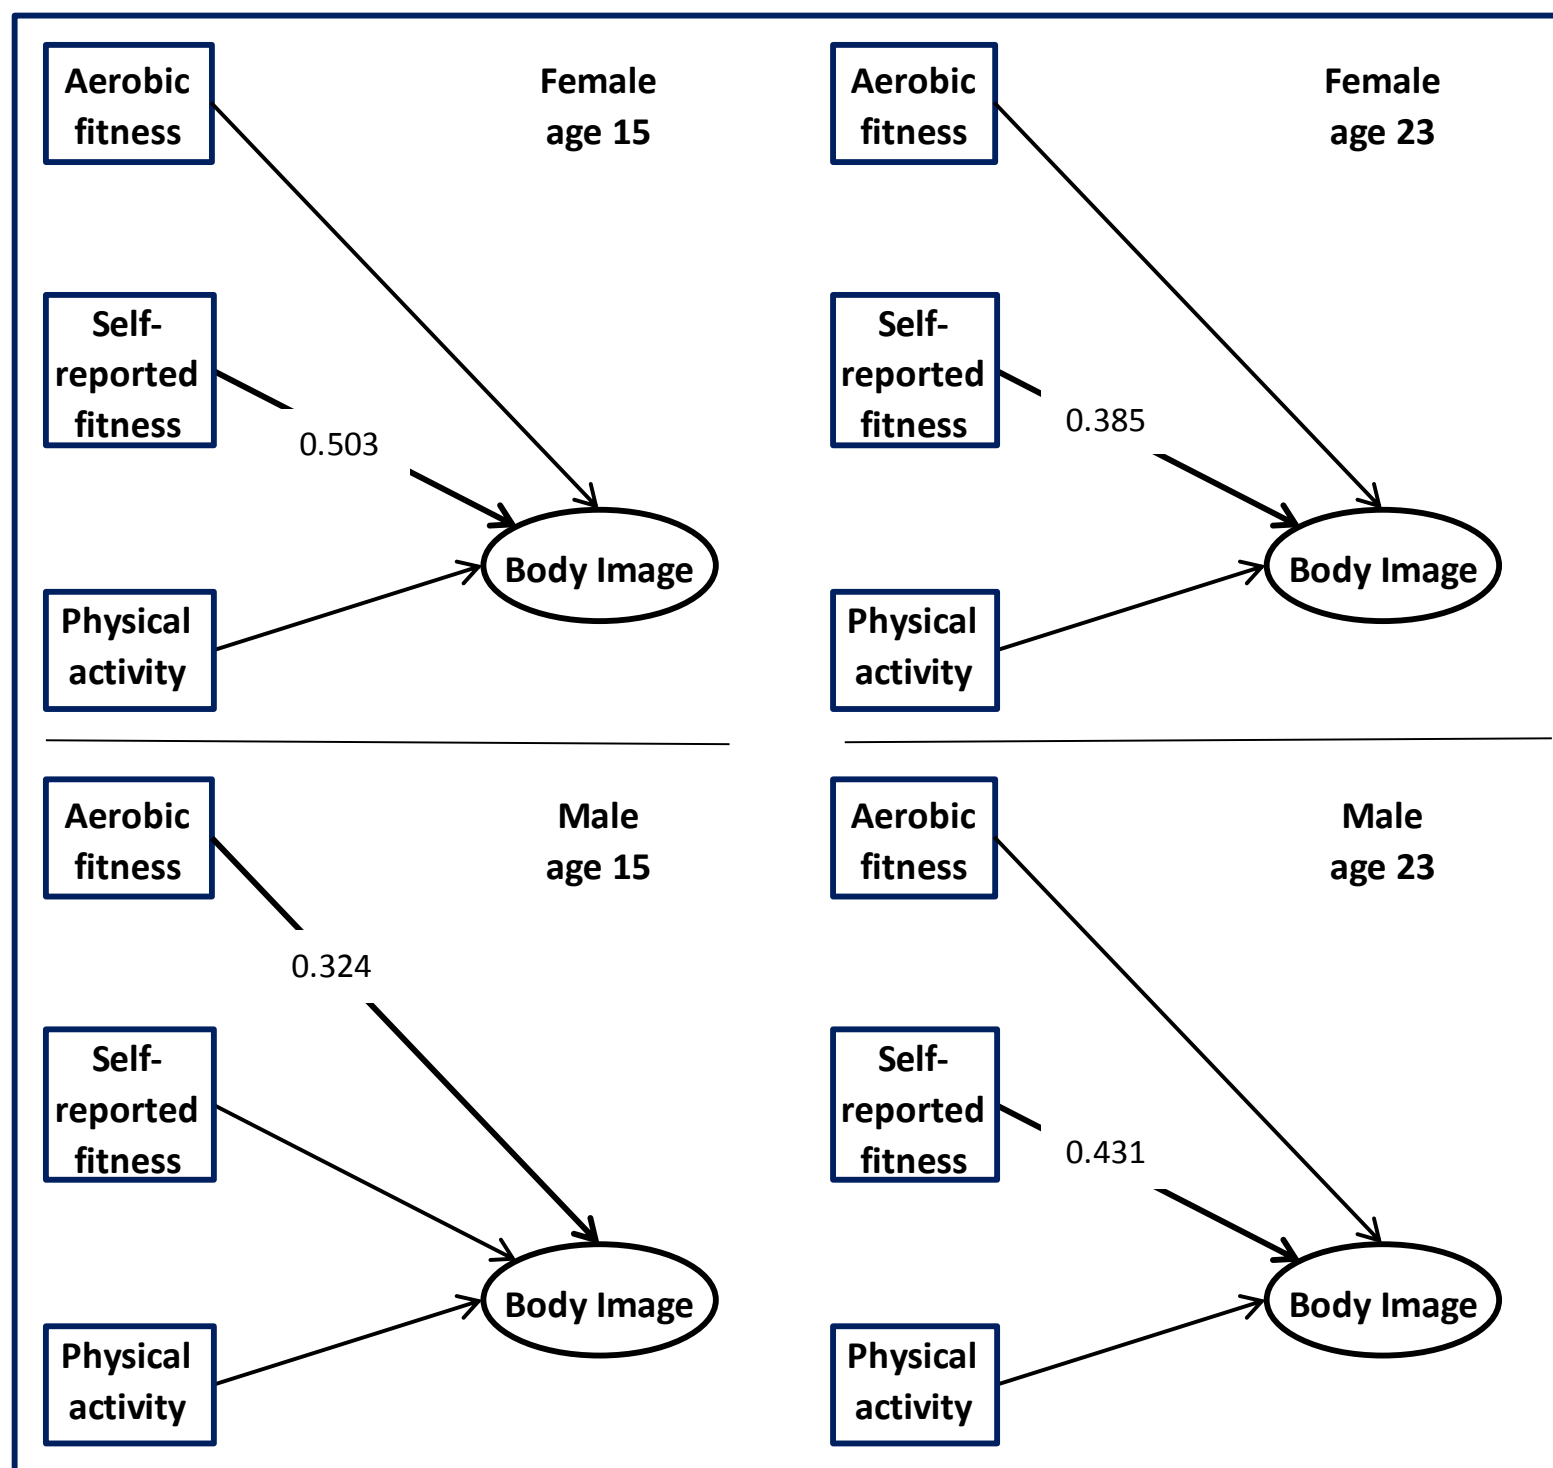 Aerobic
fitness
Female
age 15
Self-
reported
fitness
0.503
Body Image
Physical
activity
Aerobic
fitness
Female
age 23
Self-
reported
fitness
0.385
Body Image
Physical
activity
Aerobic
fitness
Male
age 15
0.324
Self-
reported
fitness
Body Image
Physical
activity
Aerobic
fitness
Male
age 23
Self-
reported
fitness
0.431
Body Image
Physical
activity